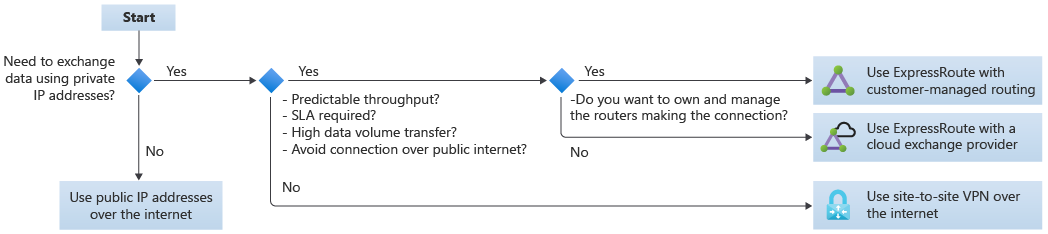 Start
Need to exchange
data using private
IP addresses?
Yes
No
Use public IP addresses
over the internet
Yes
- Predictable throughput?
- SLA required?
- High data volume transfer?
- Avoid connection over public internet?
No
Yes
-Do you want to own and manage
the routers making the connection?
No
Use ExpressRoute with
customer-managed routing
Use ExpressRoute with a
cloud exchange provider
Use site-to-site VPN over
the internet